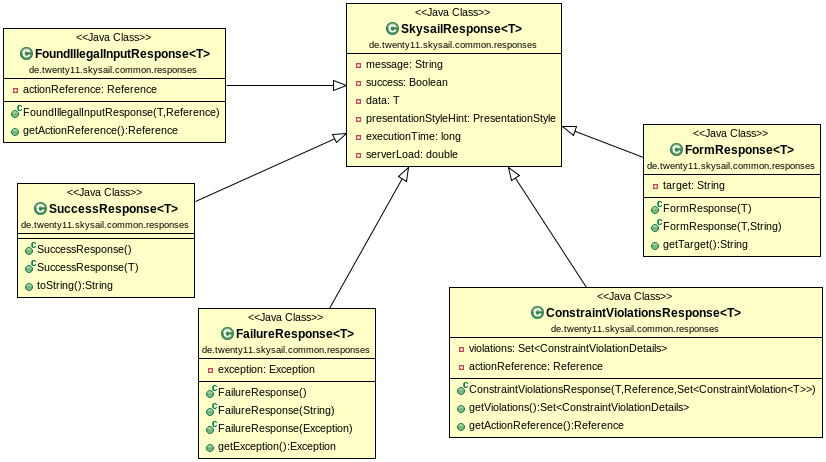 <<Java Class>>
SkysailResponse<T>
de.twenty11.skysail.common.responses
message: String
success: Boolean
data: T
presentationStyleHint: PresentationStyle
executionTime: long
serverLoad: double
<<Java Class>>
FoundIllegalInputResponse<T>
de.twenty11.skysail.common.responses
actionReference: Reference
FoundIllegalInputResponse(T,Reference)
getActionReference():Reference
<<Java Class>>
FormResponse<T>
de.twenty11.skysail.common.responses
target: String
FormResponse(T)
FormResponse(T,String)
getTarget():String
<<Java Class>>
SuccessResponse<T>
de.twenty11.skysail.common.responses
SuccessResponse()
SuccessResponse(T)
toString():String
<<Java Class>>
FailureResponse<T>
de.twenty11.skysail.common.responses
exception: Exception
FailureResponse()
FailureResponse(String)
FailureResponse(Exception)
getException():Exception
<<Java Class>>
ConstraintViolationsResponse<T>
de.twenty11.skysail.common.responses
violations: Set<ConstraintViolationDetails>
actionReference: Reference
ConstraintViolationsResponse(T,Reference,Set<ConstraintViolation<T>>)
getViolations():Set<ConstraintViolationDetails>
getActionReference():Reference